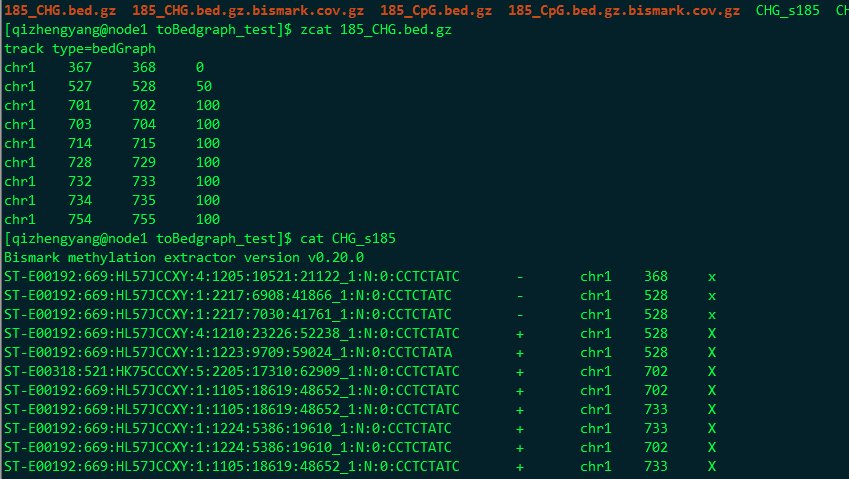 185_CHG.bed.gz 185_CHG.bed.gz.bismark.cov.gz 185_CpG.bed.gz 185_CpG.bed.gz.bismark.cov.gz CHG_s185 CH
[qizhengyang@node1 toBedgraph_test]$ zcat 185_CHG.bed.gz
track type=bedGraph
chr1 367 368 0
chr1 527 528 50
chr1 701 702 100
chr1 703 704 100
chr1 714 715 100
chr1 728 729 100
chr1 732 733 100
chr1 734 735 100
chr1 754 755 100
[qizhengyang@node1 toBedgraph_test]$ cat CHG_s185
Bismark methylation extractor version v0.20.0
ST-E00192:669:HL57JCCXY:4:1205:10521:21122_1:N:0:CCTCTATC - chr1 368 x
ST-E00192:669:HL57JCCXY:1:2217:6908:41866_1:N:0:CCTCTATC - chr1 528 x
ST-E00192:669:HL57JCCXY:1:2217:7030:41761_1:N:0:CCTCTATC - chr1 528 x
ST-E00192:669:HL57JCCXY:4:1210:23226:52238_1:N:0:CCTCTATC + chr1 528 X
ST-E00192:669:HL57JCCXY:1:1223:9709:59024_1:N:0:CCTCTATA + chr1 528 X
ST-E00318:521:HK75CCCXY:5:2205:17310:62909_1:N:0:CCTCTATC + chr1 702 X
ST-E00192:669:HL57JCCXY:1:1105:18619:48652_1:N:0:CCTCTATC + chr1 702 X
ST-E00192:669:HL57JCCXY:1:1105:18619:48652_1:N:0:CCTCTATC + chr1 733 X
ST-E00192:669:HL57JCCXY:1:1224:5386:19610_1:N:0:CCTCTATC + chr1 733 X
ST-E00192:669:HL57JCCXY:1:1224:5386:19610_1:N:0:CCTCTATC + chr1 702 X
ST-E00192:669:HL57JCCXY:1:1105:18619:48652_1:N:0:CCTCTATC + chr1 733 X